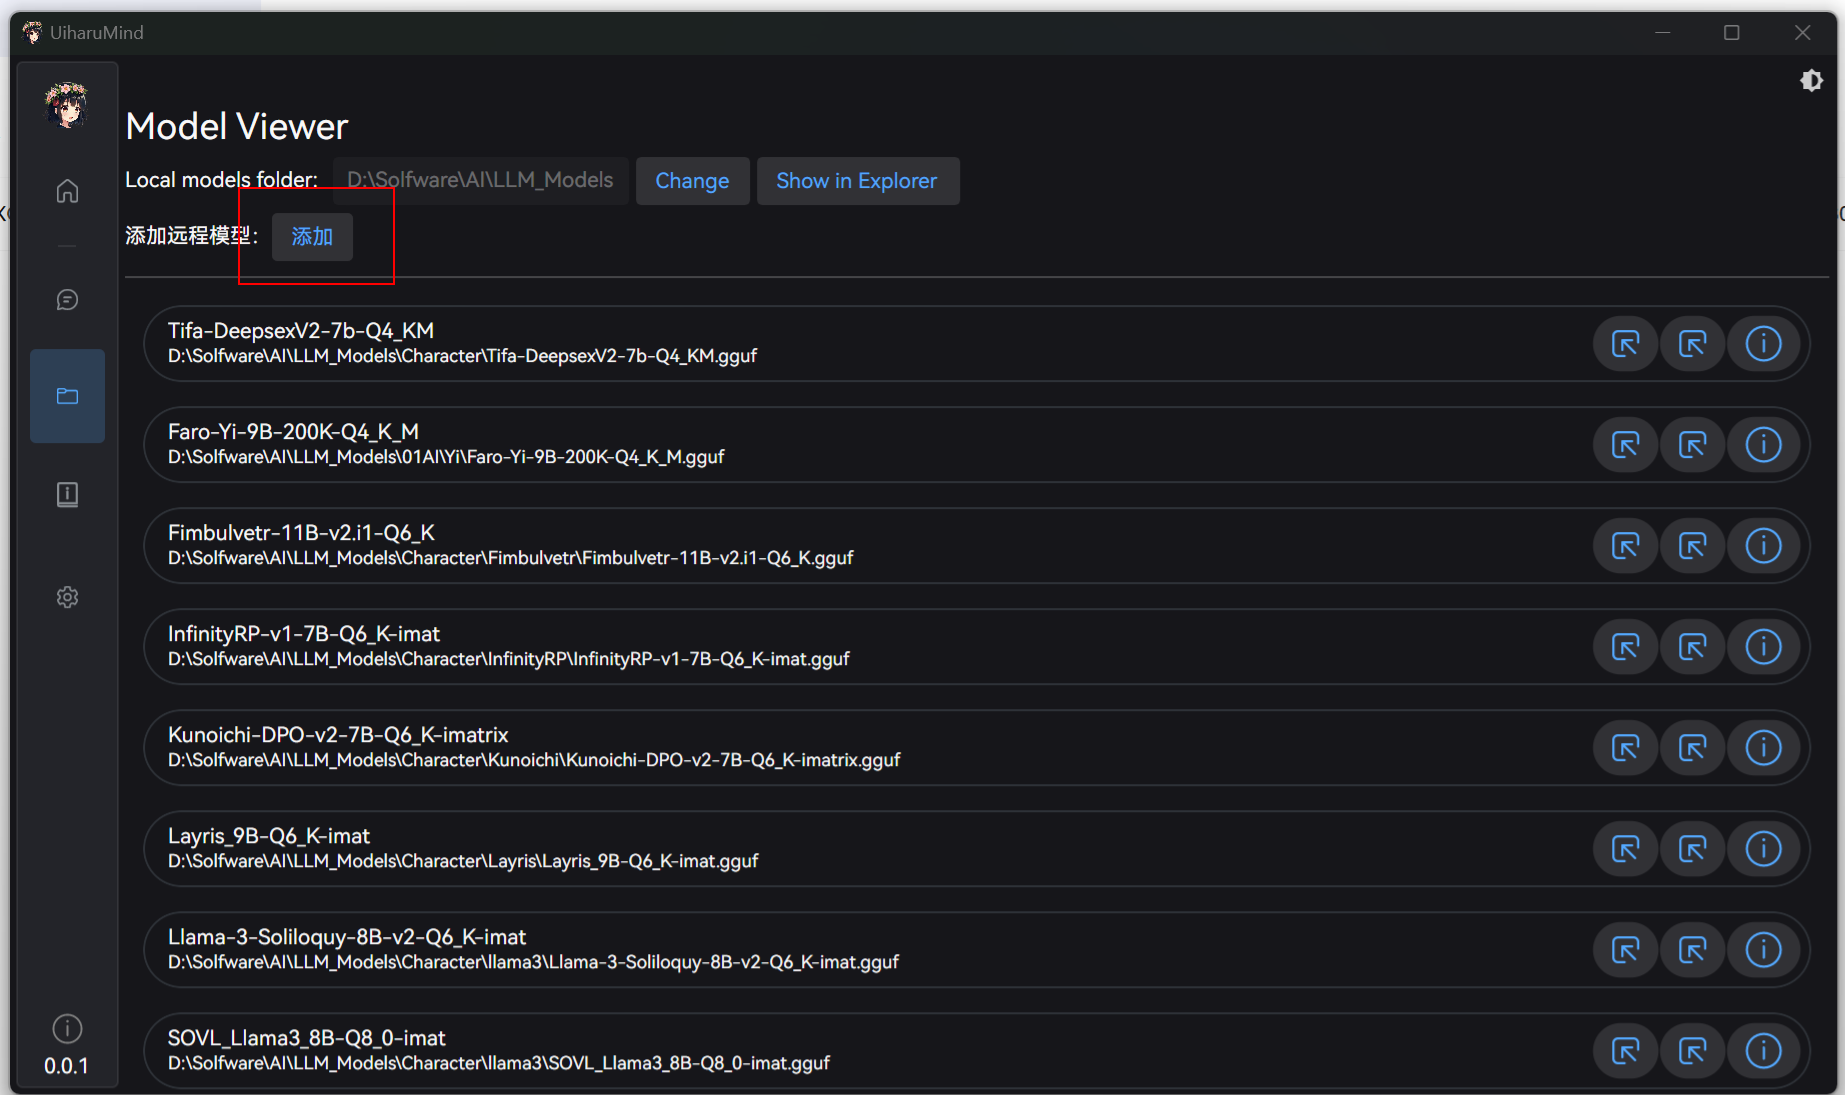 UiharuMind
Model Viewer
Local models folder: D:\Solfware\AI\LLM_Models Change Show in Explorer
添加远程模型: 添加
Tifa-DeepsexV2-7b-Q4_KM
D:\Solfware\AI\LLM_Models\Character\Tifa-DeepsexV2-7b-Q4_KM.gguf
Faro-Yi-9B-200K-Q4_K_M
D:\Solfware\AI\LLM_Models\01AI\Yi\Faro-Yi-9B-200K-Q4_K_M.gguf
Fimbulvetr-11B-v2.i1-Q6_K
D:\Solfware\AI\LLM_Models\Character\Fimbulvetr\Fimbulvetr-11B-v2.i1-Q6_K.gguf
InfinityRP-v1-7B-Q6_K-imat
D:\Solfware\AI\LLM_Models\Character\InfinityRP\InfinityRP-v1-7B-Q6_K-imat.gguf
Kunoichi-DPO-v2-7B-Q6_K-imatrix
D:\Solfware\AI\LLM_Models\Character\Kunoichi\Kunoichi-DPO-v2-7B-Q6_K-imatrix.gguf
Layris_9B-Q6_K-imat
D:\Solfware\AI\LLM_Models\Character\Layris\Layris_9B-Q6_K-imat.gguf
Llama-3-Soliloquy-8B-v2-Q6_K-imat
D:\Solfware\AI\LLM_Models\Character\llama3\Llama-3-Soliloquy-8B-v2-Q6_K-imat.gguf
SOVL_Llama3_8B-Q8_0-imat
D:\Solfware\AI\LLM_Models\Character\llama3\SOVL_Llama3_8B-Q8_0-imat.gguf
0.0.1